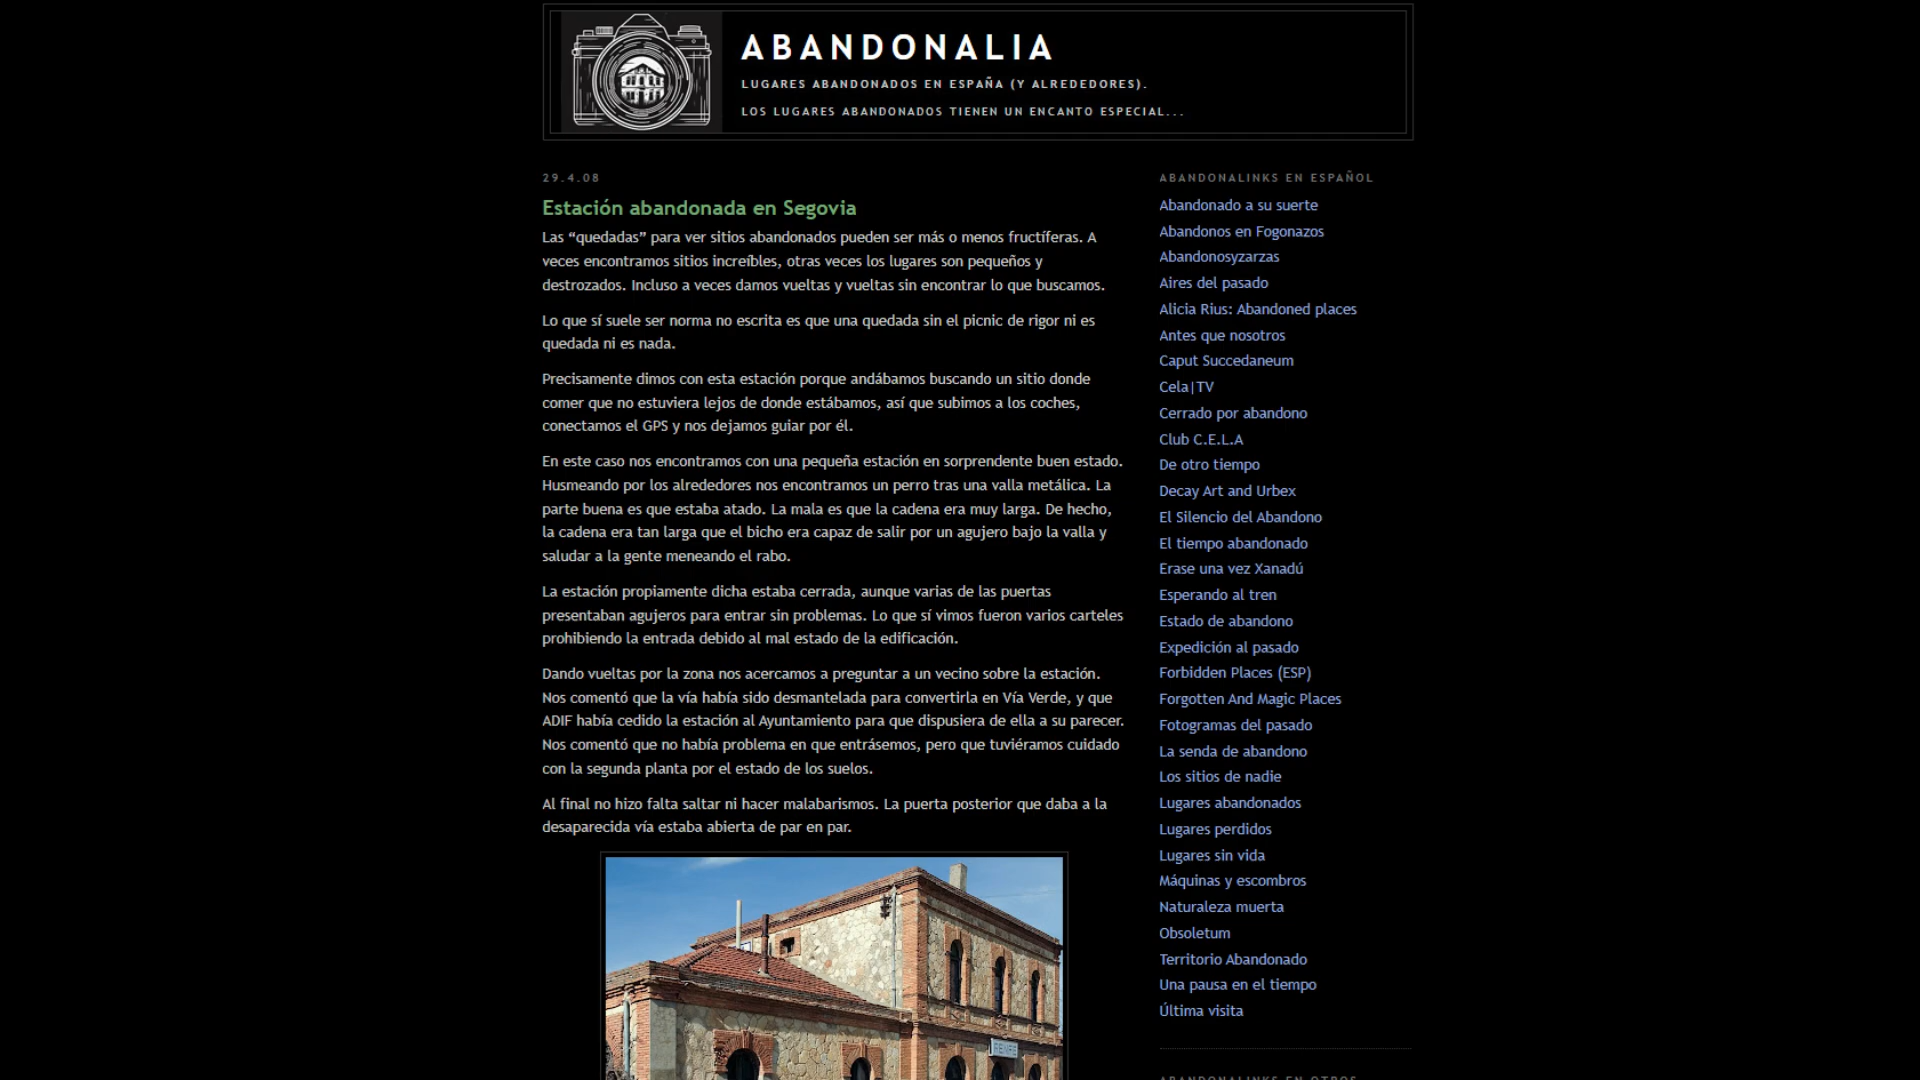 ABANDONALIA
LUGARES ABANDONADOS EN ESPAÑA (Y ALREDEDORES).
LOS LUGARES ABANDONADOS TIENEN UN ENCANTO ESPECIAL...
29.4.08
Estación abandonada en Segovia
Las “quedadas” para ver sitios abandonados pueden ser más o menos fructíferas. A
veces encontramos sitios increíbles, otras veces los lugares son pequeños y
destrozados. Incluso a veces damos vueltas y vueltas sin encontrar lo que buscamos.
Lo que sí suele ser norma no escrita es que una quedada sin el picnic de rigor ni es
quedada ni es nada.
Precisamente dimos con esta estación porque andábamos buscando un sitio donde
comer que no estuviera lejos de donde estábamos, así que subimos a los coches,
conectamos el GPS y nos dejamos guiar por él.
En este caso nos encontramos con una pequeña estación en sorprendente buen estado.
Husmeando por los alrededores nos encontramos un perro tras una valla metálica. La
parte buena es que estaba atado. La mala es que la cadena era muy larga. De hecho,
la cadena era tan larga que el bicho era capaz de salir por un agujero bajo la valla y
saludar a la gente meneando el rabo.
La estación propiamente dicha estaba cerrada, aunque varias de las puertas
presentaban agujeros para entrar sin problemas. Lo que sí vimos fueron varios carteles
prohibiendo la entrada debido al mal estado de la edificación.
Dando vueltas por la zona nos acercamos a preguntar a un vecino sobre la estación.
Nos comentó que la vía había sido desmantelada para convertirla en Vía Verde, y que
ADIF había cedido la estación al Ayuntamiento para que dispusiera de ella a su parecer.
Nos comentó que no había problema en que entrásemos, pero que tuviéramos cuidado
con la segunda planta por el estado de los suelos.
Al final no hizo falta saltar ni hacer malabarismos. La puerta posterior que daba a la
desaparecida vía estaba abierta de par en par.
RENFE
ABANDONALINKS EN ESPAÑOL
Abandonado a su suerte
Abandonos en Fogonazos
Abandonosyzarzas
Aires del pasado
Alicia Rius: Abandoned places
Antes que nosotros
Caput Succedaneum
Cela|TV
Cerrado por abandono
Club C.E.L.A
De otro tiempo
Decay Art and Urbex
El Silencio del Abandono
El tiempo abandonado
Erase una vez Xanadú
Esperando al tren
Estado de abandono
Expedición al pasado
Forbidden Places (ESP)
Forgotten And Magic Places
Fotogramas del pasado
La senda de abandono
Los sitios de nadie
Lugares abandonados
Lugares perdidos
Lugares sin vida
Máquinas y escombros
Naturaleza muerta
Obsoletum
Territorio Abandonado
Una pausa en el tiempo
Última visita
ABANDONALINKS EN OTROS